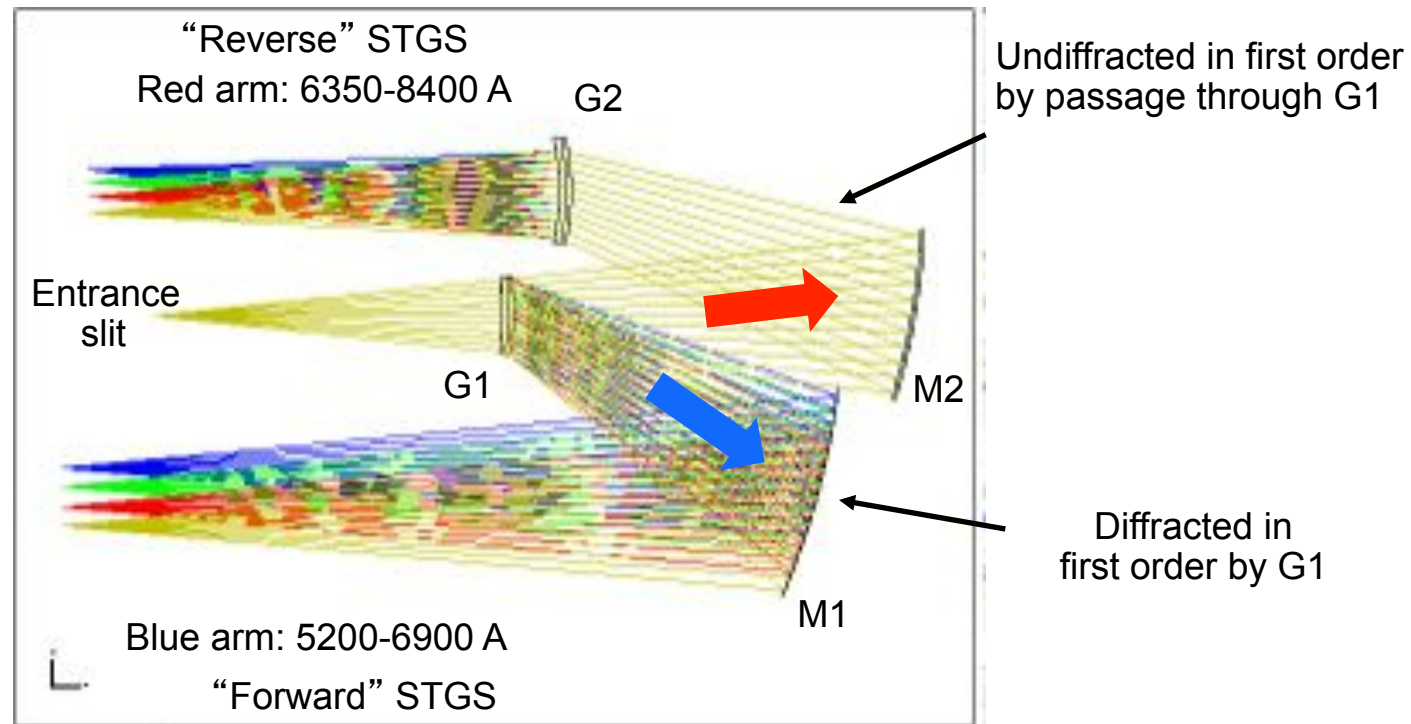 “Reverse” STGS
Red arm: 6350-8400 A
G2
Undiffracted in first order
by passage through G1
Entrance
slit
G1
M2
Diffracted in
first order by G1
M1
Blue arm: 5200-6900 A
“Forward” STGS